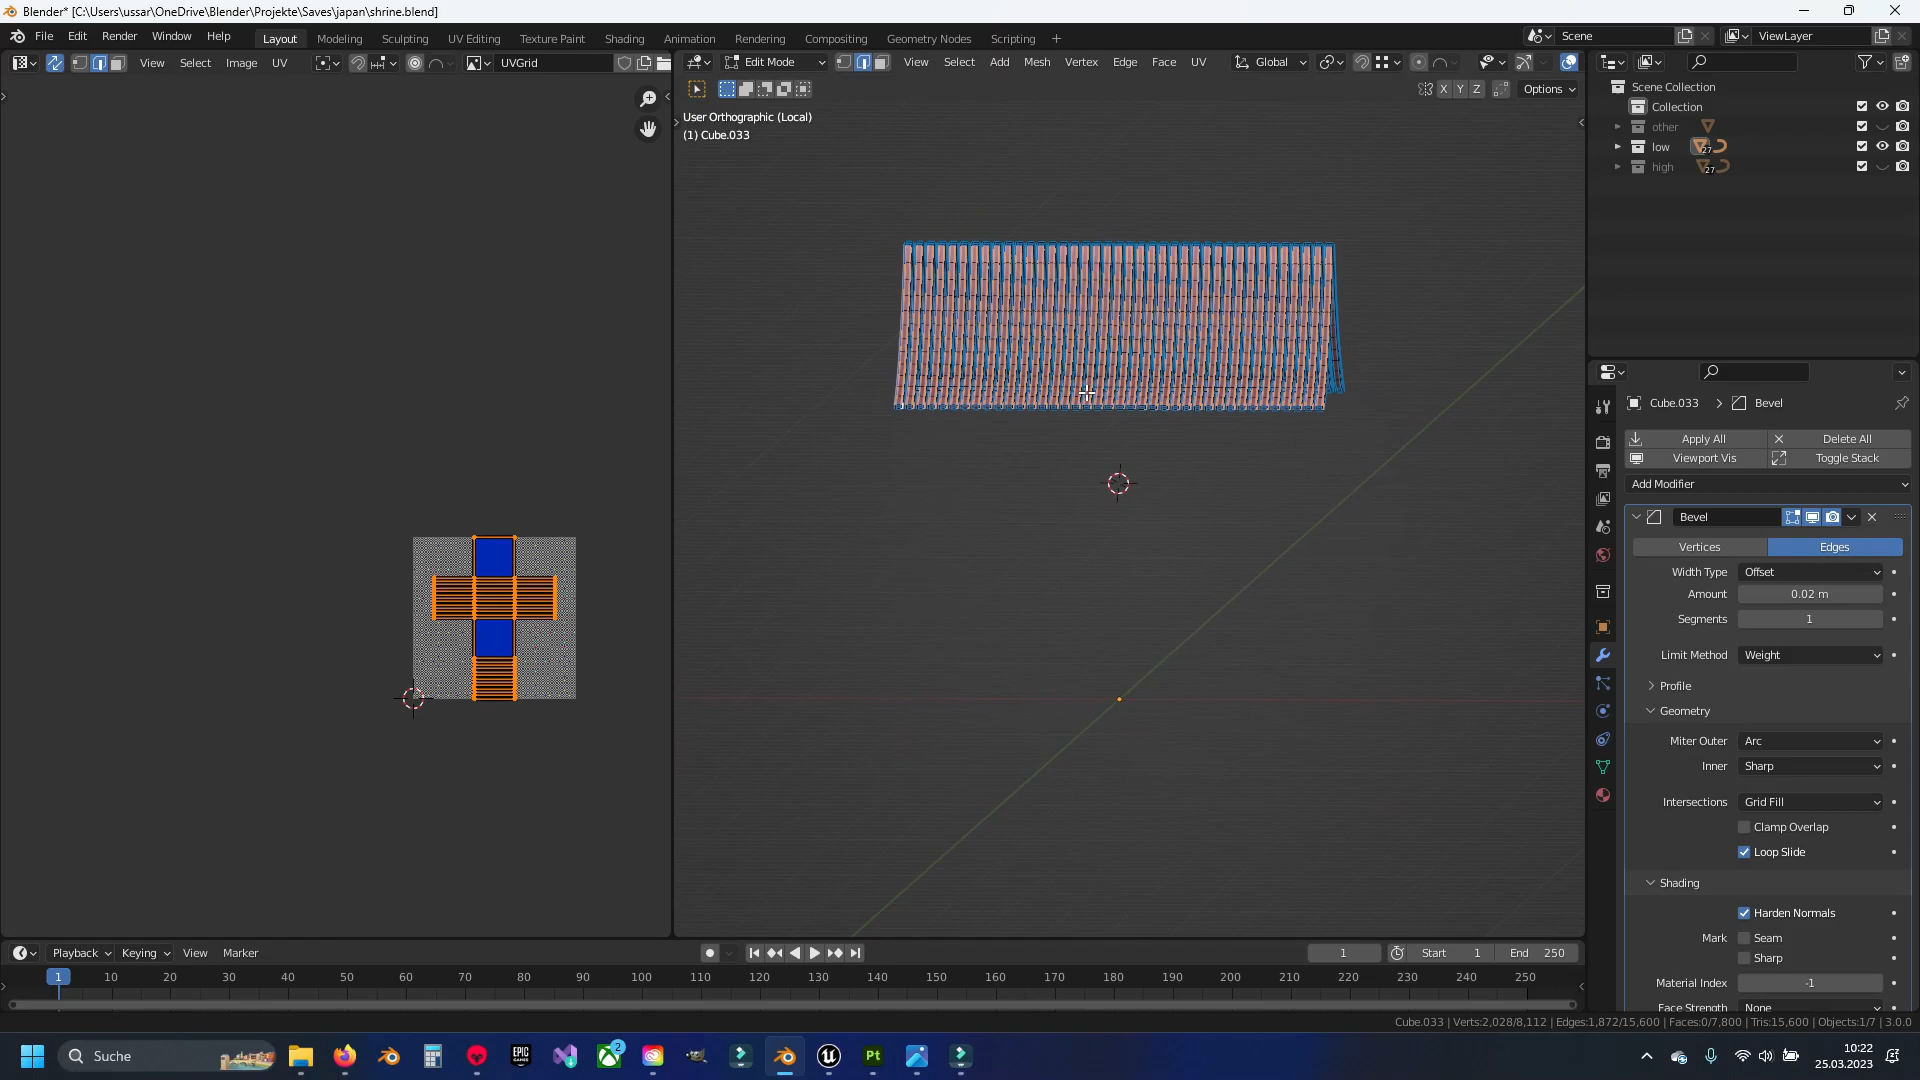 Blender* [C:\Users\ussar\OneDrive\Blender\Projekte\Saves\japan\shrine.blend]
File Edit Render Window Help Layout Modeling Sculpting UV Editing Texture Paint Shading Animation Rendering Compositing Geometry Nodes Scripting + Scene ViewLayer
View Select Image UV UVGrid Edit Mode View Select Add Mesh Vertex Edge Face UV Global
X Y Z Options
User Orthographic (Local)
(1) Cube.033
Scene Collection
Collection
other
low 27
high 27
Cube.033 > Bevel
Apply All Delete All
Viewport Vis Toggle Stack
Add Modifier
Bevel
Vertices Edges
Width Type Offset
Amount 0.02 m
Segments 1
Limit Method Weight
Profile
Geometry
Miter Outer Arc
Inner Sharp
Intersections Grid Fill
Clamp Overlap
Loop Slide
Shading
Harden Normals
Mark Seam
Sharp
Material Index -1
Face Strength None
Playback Keying View Marker 1 Start 1 End 250
1 10 20 30 40 50 60 70 80 90 100 110 120 130 140 150 160 170 180 190 200 210 220 230 240 250
Cube.033 | Verts:2,028/8,112 | Edges:1,872/15,600 | Faces:0/7,800 | Tris:15,600 | Objects:1/7 | 3.0.0
Suche EPIC GAMES 2 Pt
10:22
25.03.2023